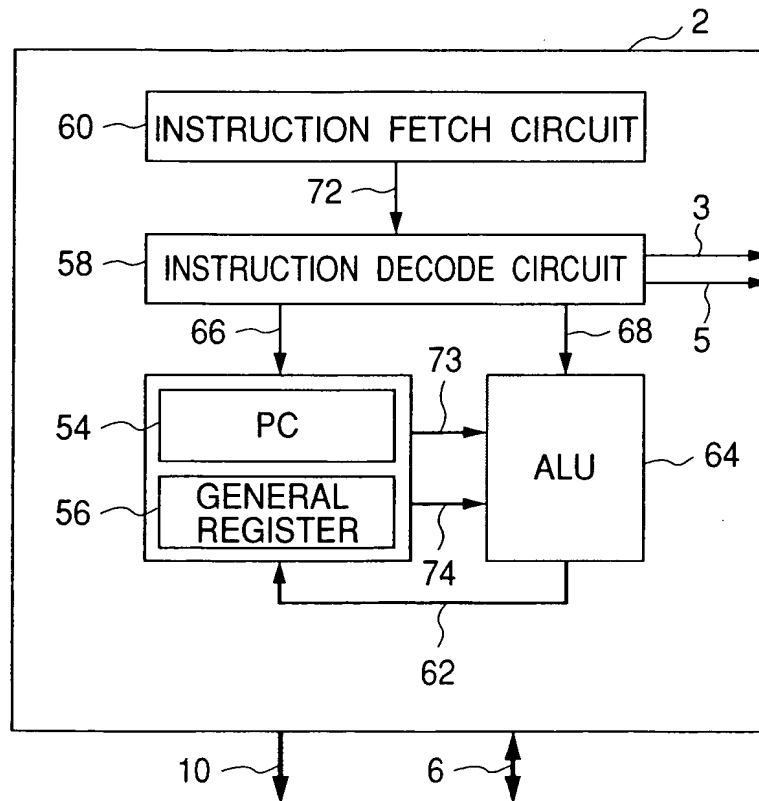 2
60
INSTRUCTION FETCH CIRCUIT
72
58
INSTRUCTION DECODE CIRCUIT
3
5
66
68
54
PC
73
ALU
64
56
GENERAL
REGISTER
74
62
10
6